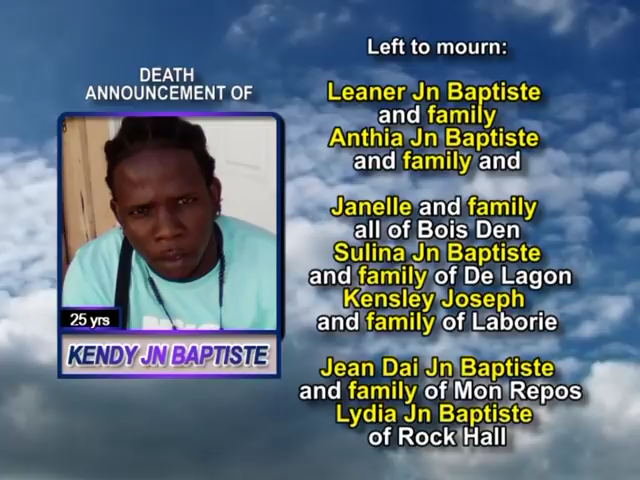 DEATH
ANNOUNCEMENT OF
25 yrs
KENDY JN BAPTISTE
Left to mourn:
Leaner Jn Baptiste
and family
Anthia Jn Baptiste
and family and
Janelle and family
all of Bois Den
Sulina Jn Baptiste
and family of De Lagon
Kensley Joseph
and family of Laborie
Jean Dai Jn Baptiste
and family of Mon Repos
Lydia Jn Baptiste
of Rock Hall